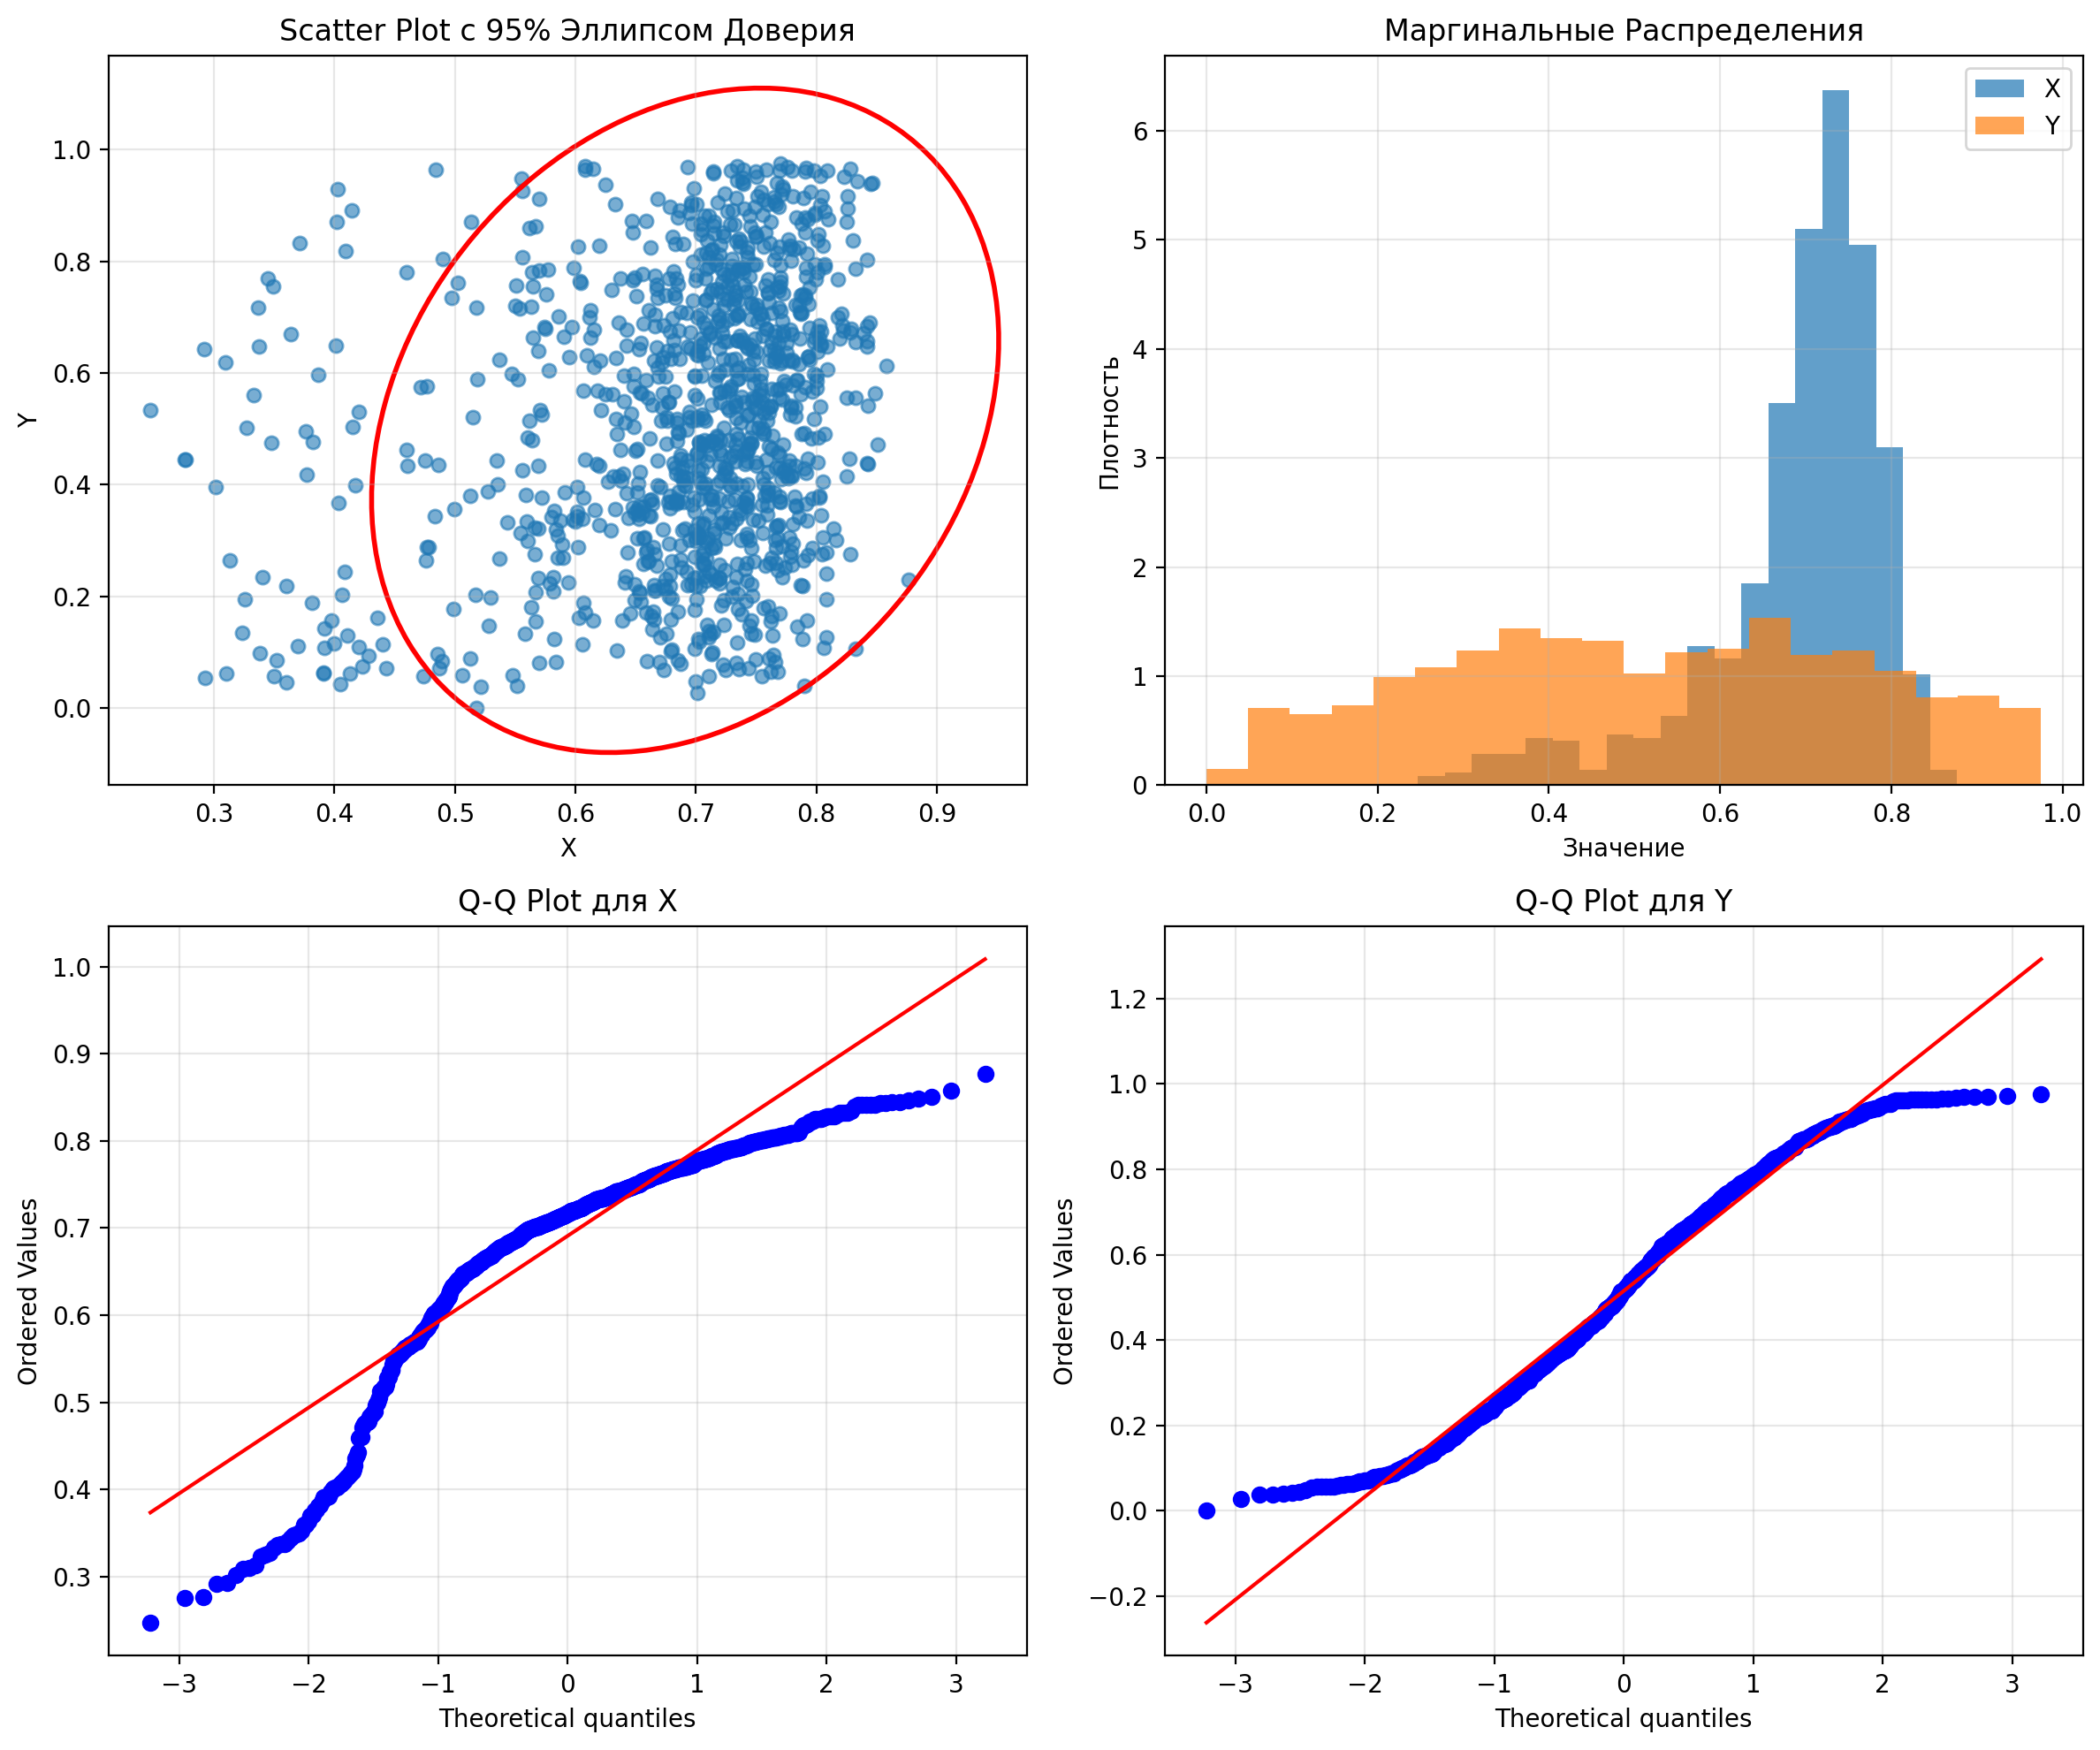 Scatter Plot с 95% Эллипсом Доверия
1.0
0.8
0.6
0.4
0.2
0.0
Y
0.3 0.4 0.5 0.6 0.7 0.8 0.9
X
Маргинальные Распределения
X
Y
6
5
4
3
2
1
0
Плотность
0.0 0.2 0.4 0.6 0.8 1.0
Значение
Q-Q Plot для X
1.0
0.9
0.8
0.7
0.6
0.5
0.4
0.3
Ordered Values
−3 −2 −1 0 1 2 3
Theoretical quantiles
Q-Q Plot для Y
1.2
1.0
0.8
0.6
0.4
0.2
0.0
−0.2
Ordered Values
−3 −2 −1 0 1 2 3
Theoretical quantiles